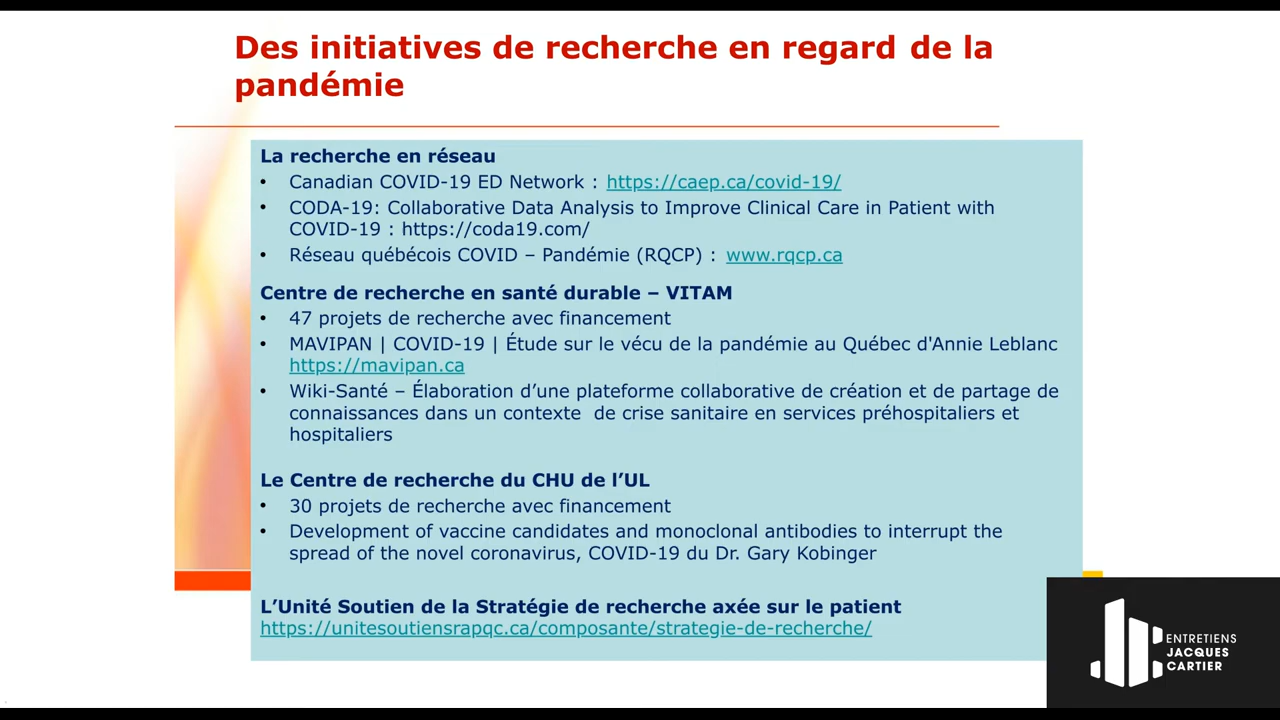 Des initiatives de recherche en regard de la
pandémie
La recherche en réseau
• Canadian COVID-19 ED Network : https://caep.ca/covid-19/
• CODA-19: Collaborative Data Analysis to Improve Clinical Care in Patient with
COVID-19 : https://coda19.com/
• Réseau québécois COVID – Pandémie (RQCP) : www.rqcp.ca
Centre de recherche en santé durable – VITAM
• 47 projets de recherche avec financement
• MAVIPAN | COVID-19 | Étude sur le vécu de la pandémie au Québec d'Annie Leblanc
https://mavipan.ca
• Wiki-Santé – Élaboration d’une plateforme collaborative de création et de partage de
connaissances dans un contexte de crise sanitaire en services préhospitaliers et
hospitaliers
Le Centre de recherche du CHU de l’UL
• 30 projets de recherche avec financement
• Development of vaccine candidates and monoclonal antibodies to interrupt the
spread of the novel coronavirus, COVID-19 du Dr. Gary Kobinger
L’Unité Soutien de la Stratégie de recherche axée sur le patient
https://unitesoutiensrapqc.ca/composante/strategie-de-recherche/
ENTRETIENS
JACQUES
CARTIER